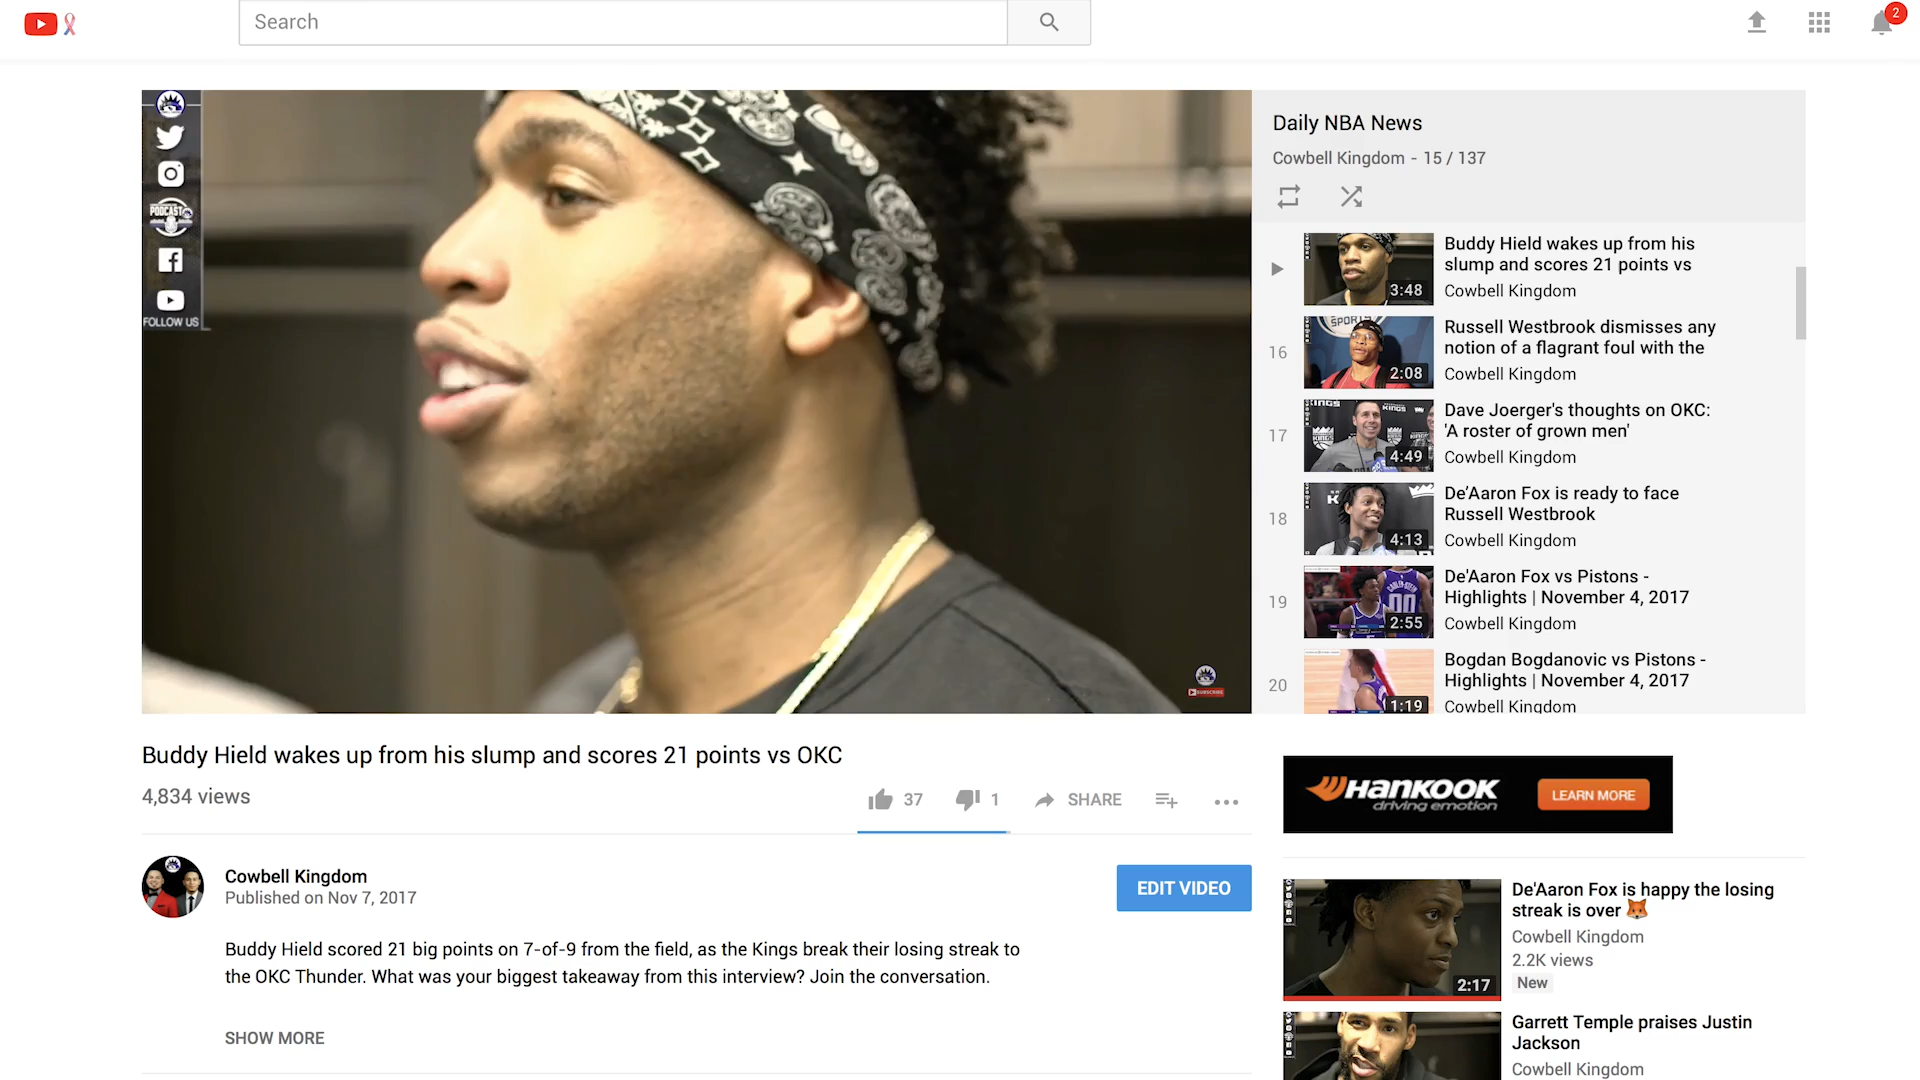 Search
2
PODCAST
FOLLOW US
SUBSCRIBE
Daily NBA News
Cowbell Kingdom - 15 / 137
Buddy Hield wakes up from his
slump and scores 21 points vs
Cowbell Kingdom
3:48
16
Russell Westbrook dismisses any
notion of a flagrant foul with the
Cowbell Kingdom
SPORTS
2:08
17
Dave Joerger's thoughts on OKC:
'A roster of grown men'
Cowbell Kingdom
KINGS
KINGS
4:49
18
De’Aaron Fox is ready to face
Russell Westbrook
Cowbell Kingdom
4:13
19
De'Aaron Fox vs Pistons -
Highlights | November 4, 2017
Cowbell Kingdom
00
2:55
20
Bogdan Bogdanovic vs Pistons -
Highlights | November 4, 2017
Cowbell Kingdom
1:19
Buddy Hield wakes up from his slump and scores 21 points vs OKC
4,834 views
37
1
SHARE
HANKOOK
driving emotion
LEARN MORE
Cowbell Kingdom
Published on Nov 7, 2017
EDIT VIDEO
Buddy Hield scored 21 big points on 7-of-9 from the field, as the Kings break their losing streak to
the OKC Thunder. What was your biggest takeaway from this interview? Join the conversation.
SHOW MORE
De'Aaron Fox is happy the losing
streak is over 🦊
Cowbell Kingdom
2.2K views
New
2:17
Garrett Temple praises Justin
Jackson
Cowbell Kingdom